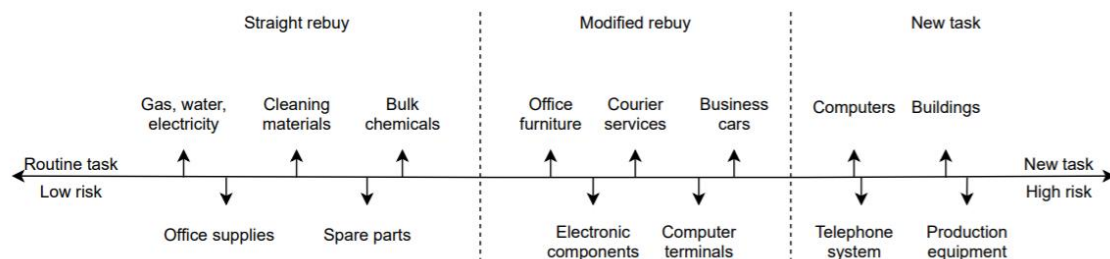 Straight rebuy
Modified rebuy
New task
Gas, water,
electricity
Cleaning
materials
Bulk
chemicals
Office
furniture
Courier
services
Business
cars
Computers
Buildings
Routine task
Low risk
New task
High risk
Office supplies
Spare parts
Electronic
components
Computer
terminals
Telephone
system
Production
equipment